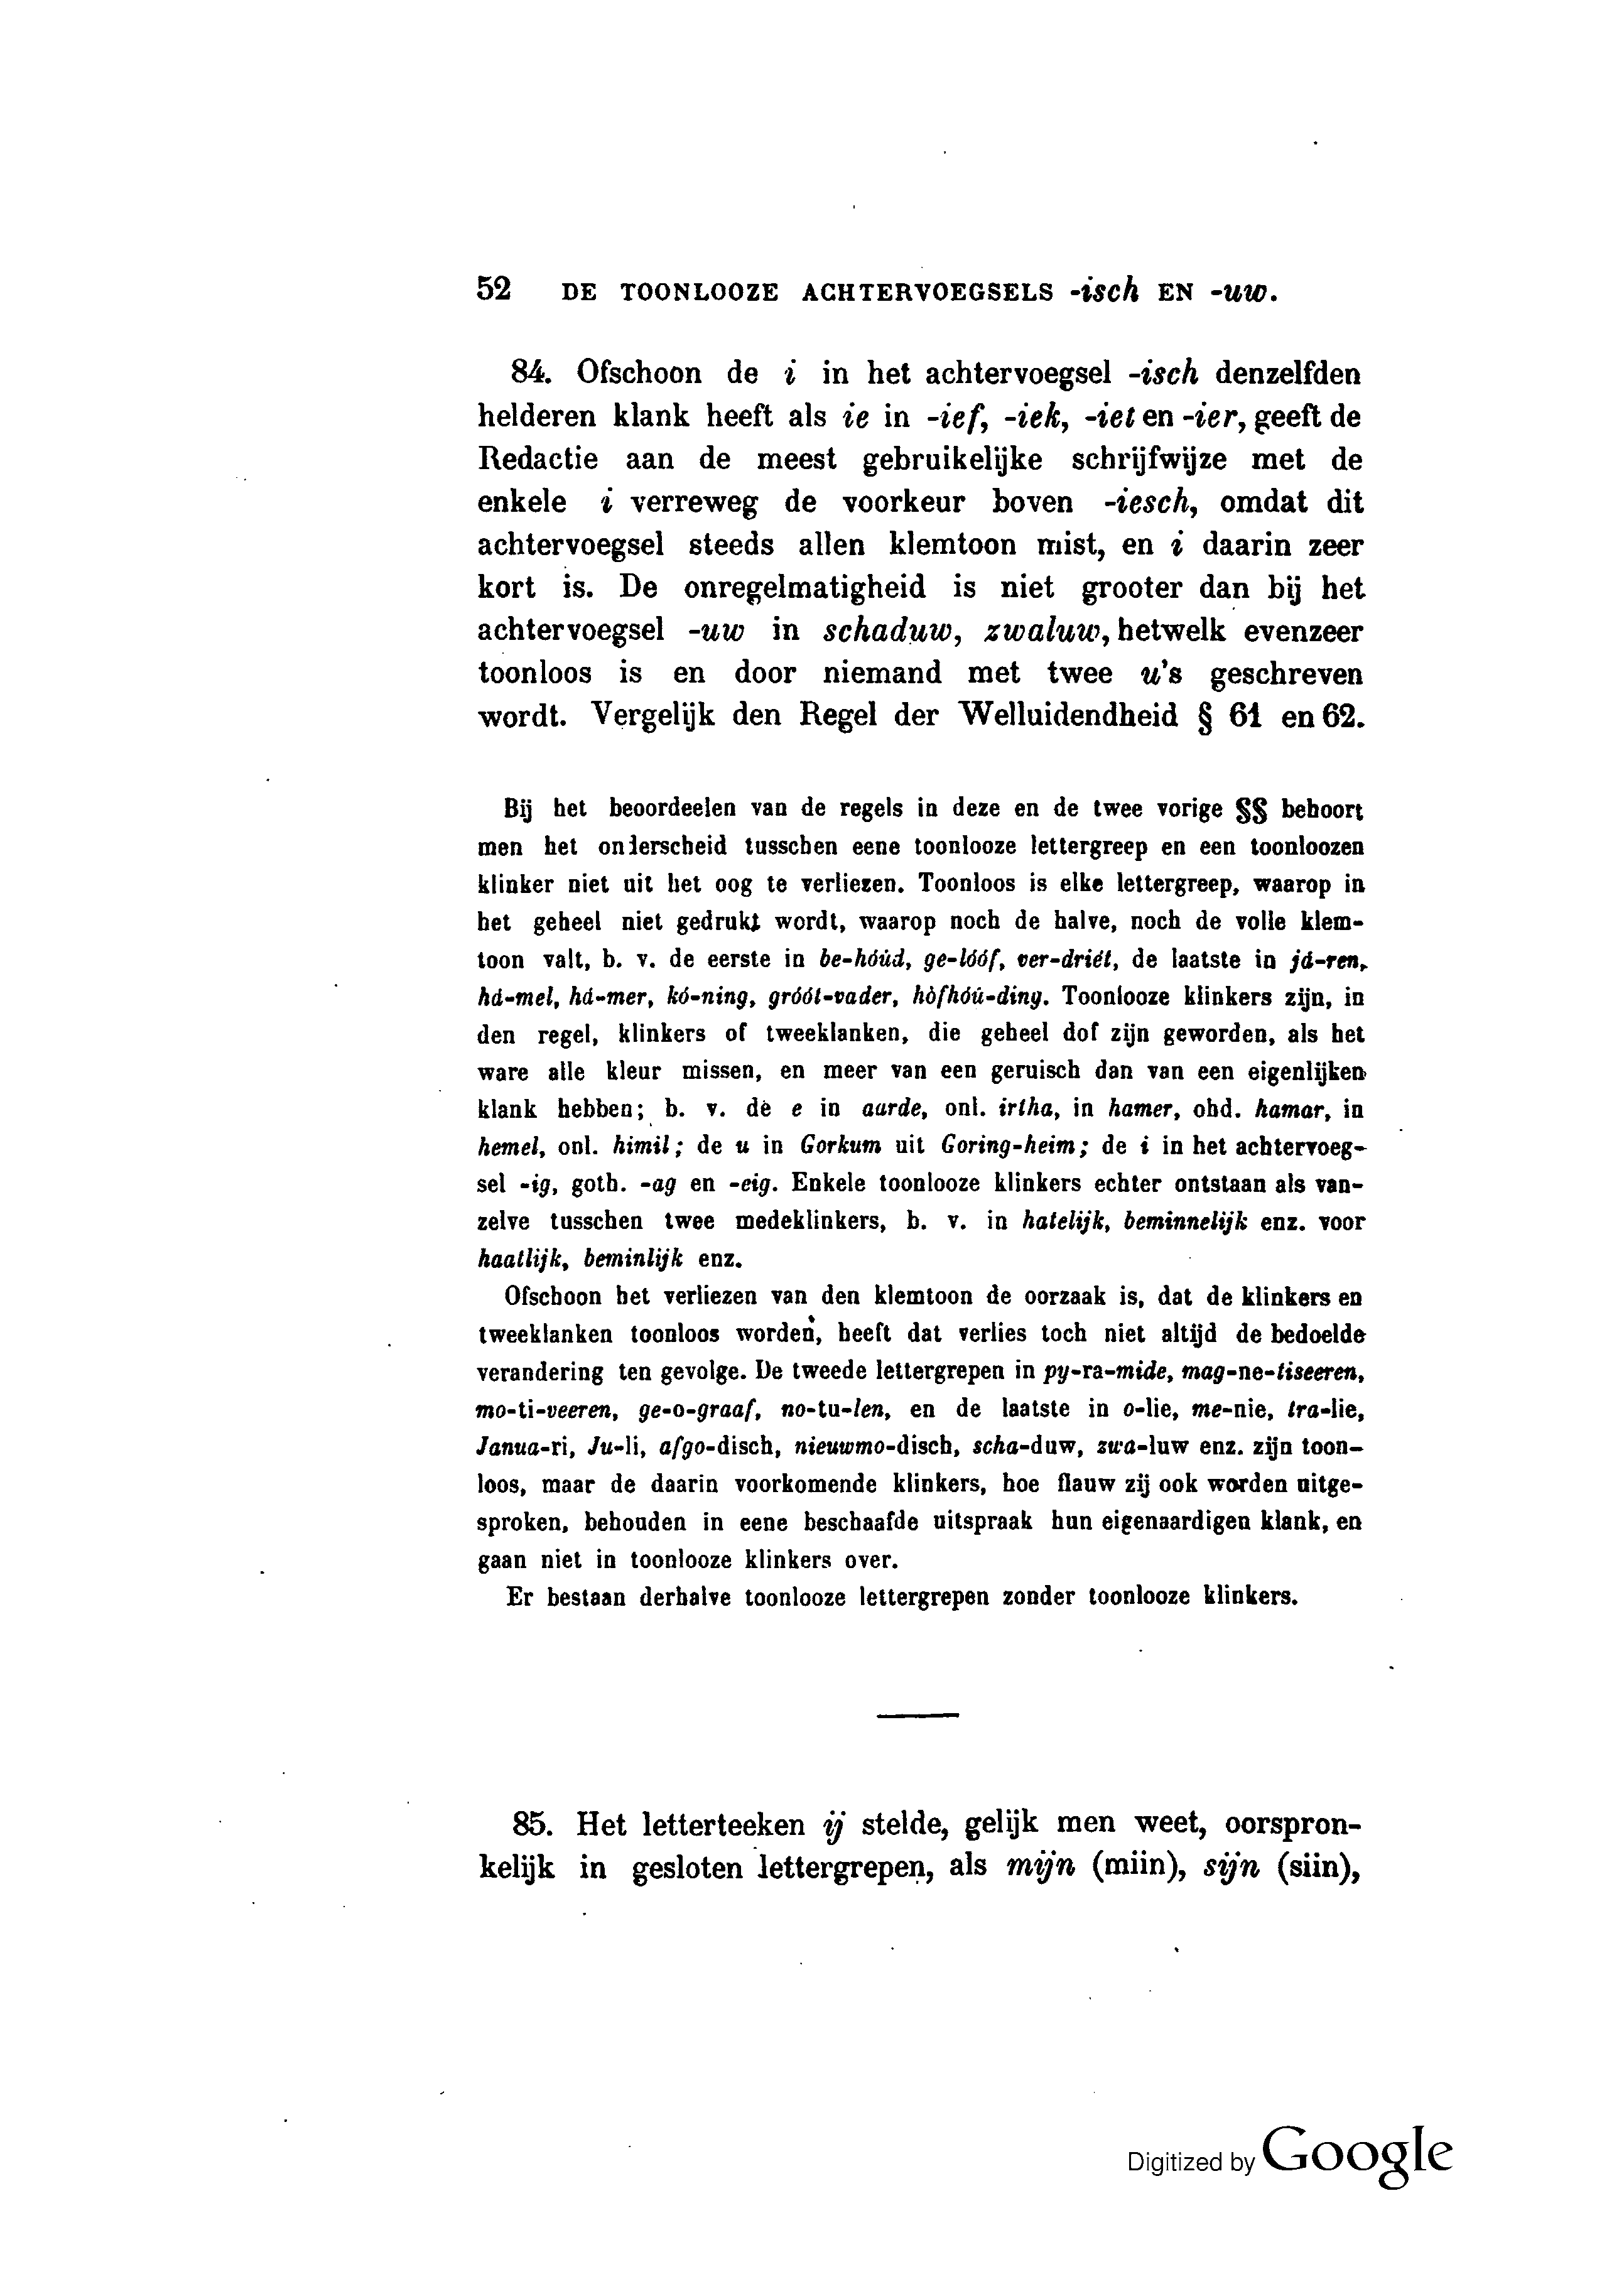 52 DE TOONLOOZE ACHTERVOEGSELS -isch EN -uw.
84. Ofschoon de i in het achtervoegsel -isch denzelfden
helderen klank heeft als ie in -ief, -iek, -iet en -ier, geeft de
Redactie aan de meest gebruikelijke schrijfwijze met de
enkele i verreweg de voorkeur boven -iesch, omdat dit
achtervoegsel steeds allen klemtoon mist, en i daarin zeer
kort is. De onregelmatigheid is niet grooter dan bij het
achtervoegsel -uw in schaduw, zwaluw, hetwelk evenzeer
toonloos is en door niemand met twee u's geschreven
wordt. Vergelijk den Regel der Welluidendheid § 61 en 62.
Bij het beoordeelen van de regels in deze en de twee vorige §§ behoort
men het onderscheid tusschen eene toonlooze lettergreep en een toonloozen
klinker niet uit het oog te verliezen. Toonloos is elke lettergreep, waarop in
het geheel niet gedrukt wordt, waarop noch de halve, noch de volle klem-
toon valt, b. v. de eerste in be-hóúd, ge-lóóf, ver-driét, de laatste in já-ren,
há-mel, há-mer, kó-ning, gróót-vader, hòfhóú-ding. Toonlooze klinkers zijn, in
den regel, klinkers of tweeklanken, die geheel dof zijn geworden, als het
ware alle kleur missen, en meer van een geruisch dan van een eigenlijken
klank hebben; b. v. de e in aarde, onl. irtha, in hamer, ohd. hamar, in
hemel, onl. himil; de u in Gorkum uit Goring-heim; de i in het achtervoeg-
sel -ig, goth. -ag en -eig. Enkele toonlooze klinkers echter ontstaan als van-
zelve tusschen twee medeklinkers, b. v. in hatelijk, beminnelijk enz. voor
haatlijk, beminlijk enz.
Ofschoon het verliezen van den klemtoon de oorzaak is, dat de klinkers en
tweeklanken toonloos worden, heeft dat verlies toch niet altijd de bedoelde
verandering ten gevolge. De tweede lettergrepen in py-ra-mide, mag-ne-tiseeren,
mo-ti-veeren, ge-o-graaf, no-tu-len, en de laatste in o-lie, me-nie, tra-lie,
Janua-ri, Ju-li, afgo-disch, nieuwmo-disch, scha-duw, zwa-luw enz. zijn toon-
loos, maar de daarin voorkomende klinkers, hoe flauw zij ook worden uitge-
sproken, behouden in eene beschaafde uitspraak hun eigenaardigen klank, en
gaan niet in toonlooze klinkers over.
Er bestaan derhalve toonlooze lettergrepen zonder toonlooze klinkers.
85. Het letterteeken ij stelde, gelijk men weet, oorspron-
kelijk in gesloten lettergrepen, als mijn (miin), sijn (siin),
Digitized by Google